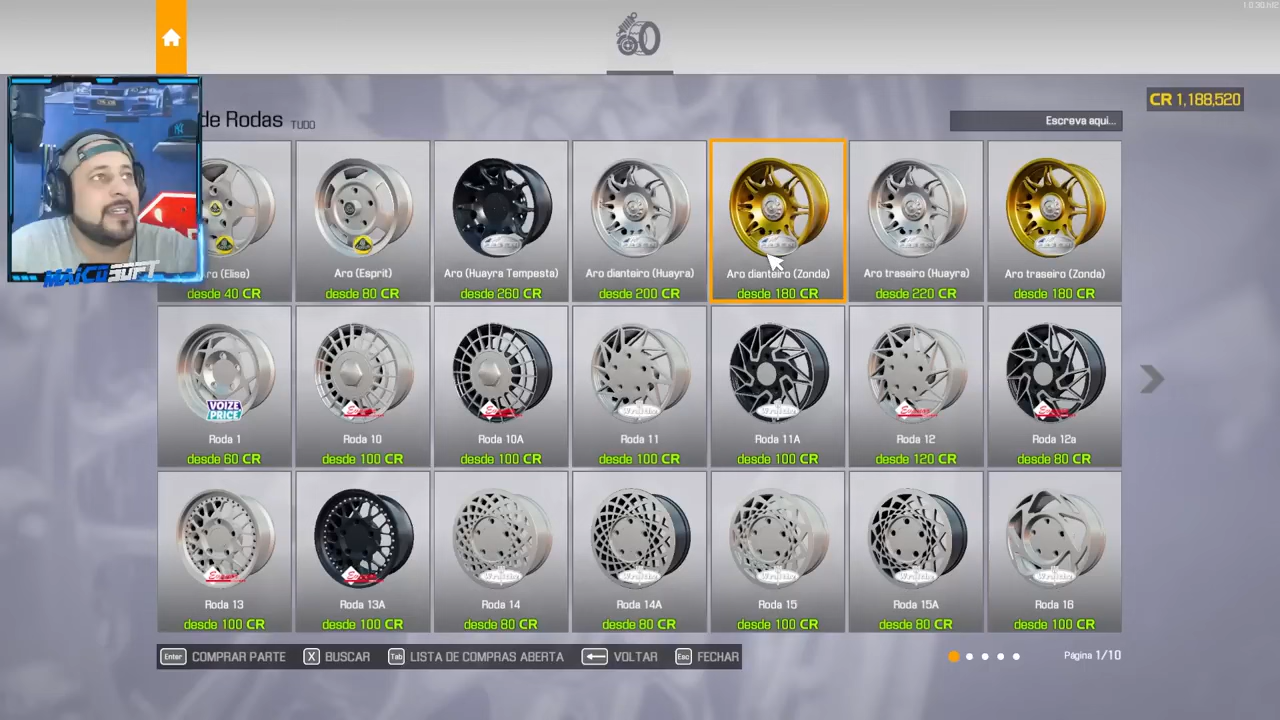 CR 1,188,520
de Rodas TUDO
Escreva aqui...
ro (Elise)
desde 40 CR
Aro (Esprit)
desde 80 CR
Aro (Huayra Tempesta)
desde 260 CR
Aro dianteiro (Huayra)
desde 200 CR
Aro dianteiro (Zonda)
desde 180 CR
Aro traseiro (Huayra)
desde 220 CR
Aro traseiro (Zonda)
desde 180 CR
MAICOSOFT
VOIZE
PRICE
Roda 1
desde 60 CR
Roda 10
desde 100 CR
Roda 10A
desde 100 CR
Roda 11
desde 100 CR
Roda 11A
desde 100 CR
Roda 12
desde 120 CR
Roda 12a
desde 80 CR
Roda 13
desde 100 CR
Roda 13A
desde 100 CR
Roda 14
desde 80 CR
Roda 14A
desde 80 CR
Roda 15
desde 100 CR
Roda 15A
desde 80 CR
Roda 16
desde 100 CR
Enter COMPRAR PARTE X BUSCAR Tab LISTA DE COMPRAS ABERTA VOLTAR Esc FECHAR
Página 1/10